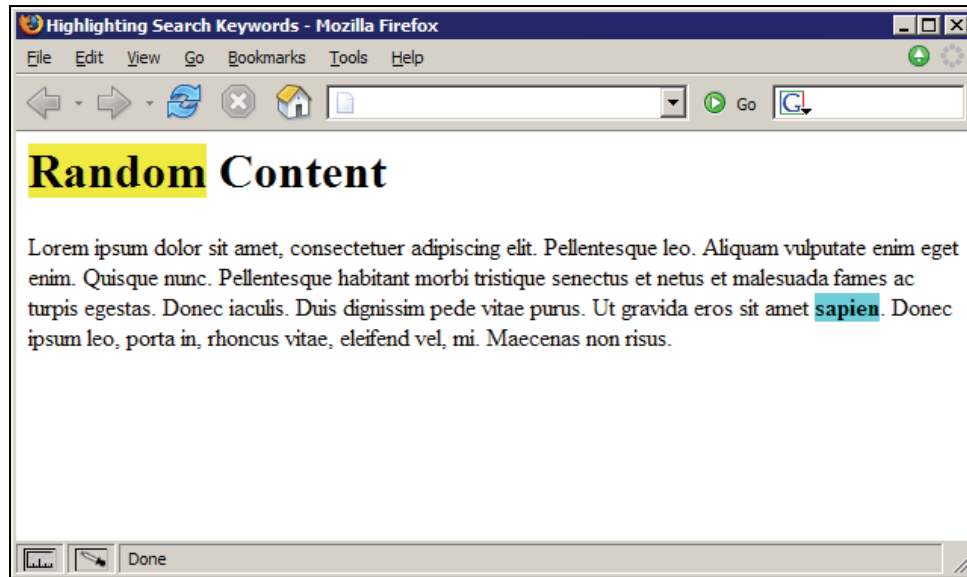 Highlighting Search Keywords - Mozilla Firefox
File Edit View Go Bookmarks Tools Help
Go G
Random Content
Lorem ipsum dolor sit amet, consectetuer adipiscing elit. Pellentesque leo. Aliquam vulputate enim eget
enim. Quisque nunc. Pellentesque habitant morbi tristique senectus et netus et malesuada fames ac
turpis egestas. Donec iaculis. Duis dignissim pede vitae purus. Ut gravida eros sit amet sapien. Donec
ipsum leo, porta in, rhoncus vitae, eleifend vel, mi. Maecenas non risus.
Done